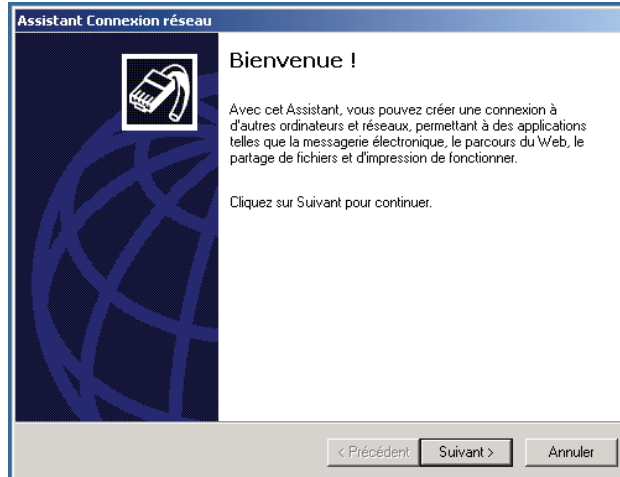 Assistant Connexion réseau
Bienvenue !
Avec cet Assistant, vous pouvez créer une connexion à
d'autres ordinateurs et réseaux, permettant à des applications
telles que la messagerie électronique, le parcours du Web, le
partage de fichiers et d'impression de fonctionner.
Cliquez sur Suivant pour continuer.
< Précédent Suivant > Annuler